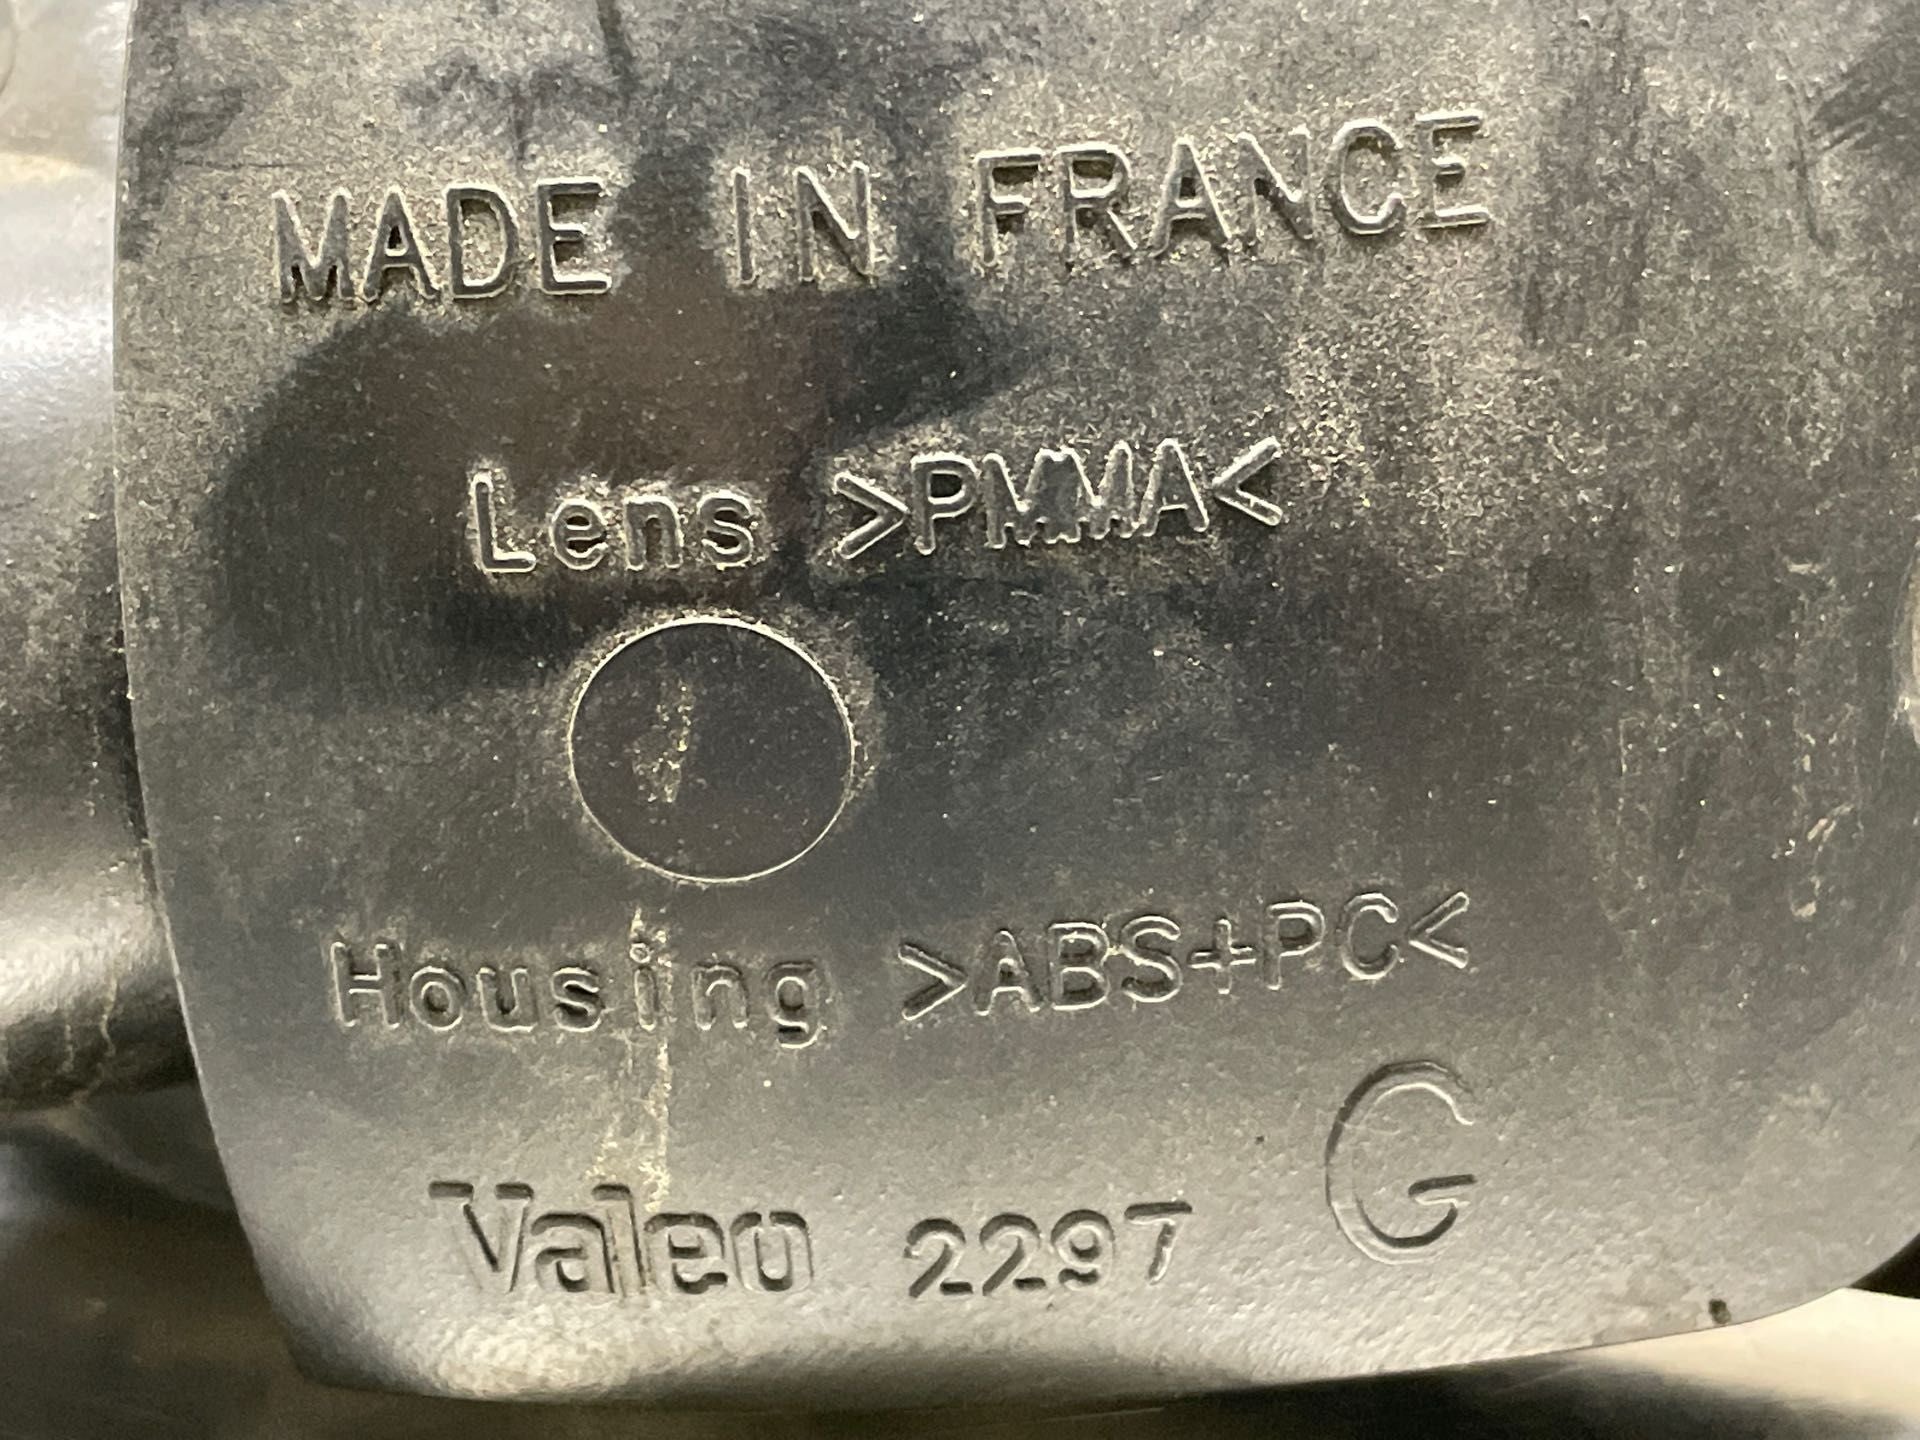 MADE IN FRANCE
Lens >PMMA<
Housing >ABS+PC<
G
Valeo 2297